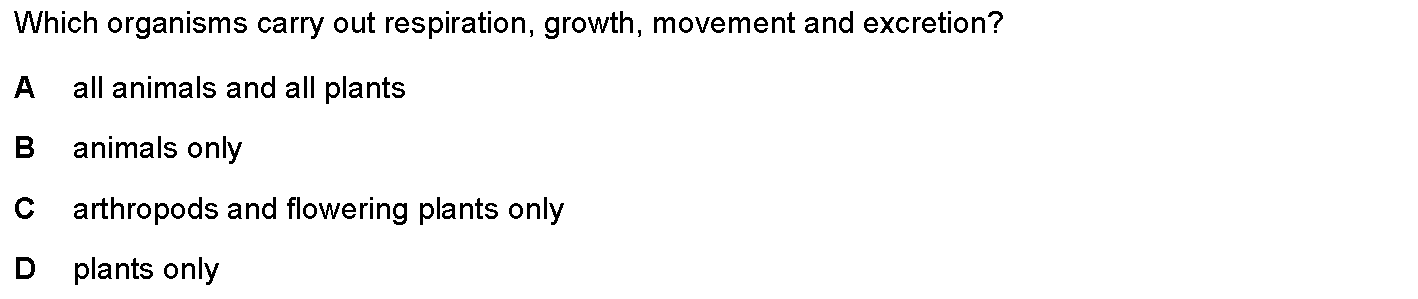 Which organisms carry out respiration, growth, movement and excretion?
A all animals and all plants
B animals only
C arthropods and flowering plants only
D plants only